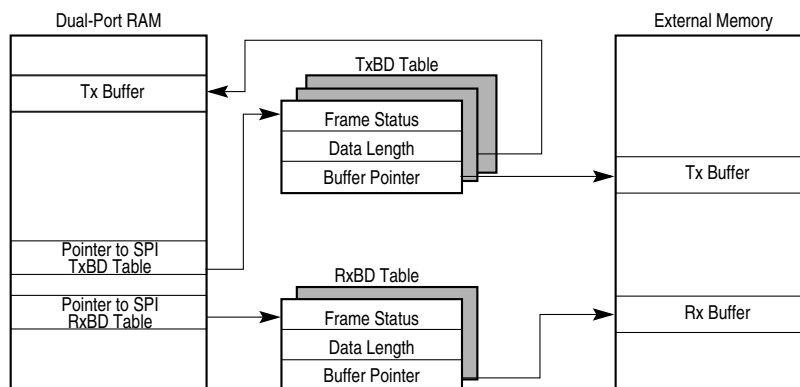 Dual-Port RAM
External Memory
TxBD Table
Tx Buffer
Frame Status
Data Length
Buffer Pointer
Tx Buffer
Pointer to SPI
TxBD Table
RxBD Table
Pointer to SPI
RxBD Table
Frame Status
Data Length
Buffer Pointer
Rx Buffer